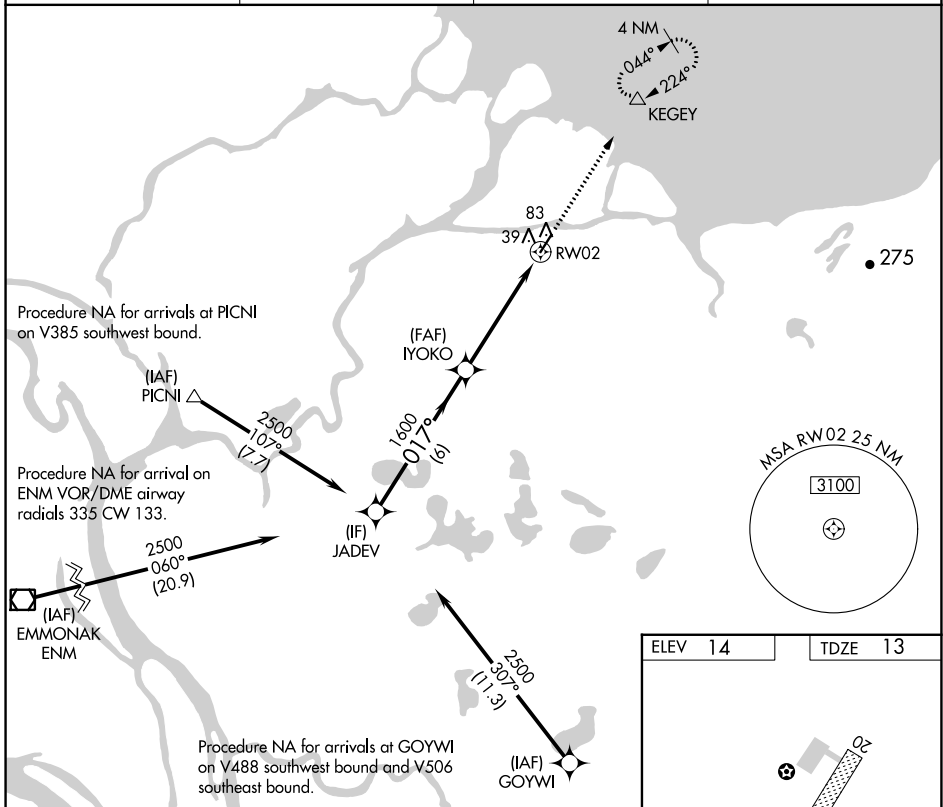 4 NM
044°
224°
KEGEY
83
39
RW02
275
Procedure NA for arrivals at PICNI
on V385 southwest bound.
(FAF)
IYOKO
(IAF)
PICNI
2500
107°
(7.7)
1600
017°
(6)
MSA RW02 25 NM
3100
Procedure NA for arrival on
ENM VOR/DME airway
radials 335 CW 133.
(IF)
JADEV
2500
060°
(20.9)
(IAF)
EMMONAK
ENM
2500
307°
(11.3)
ELEV 14
TDZE 13
Procedure NA for arrivals at GOYWI
on V488 southwest bound and V506
southeast bound.
(IAF)
GOYWI
20